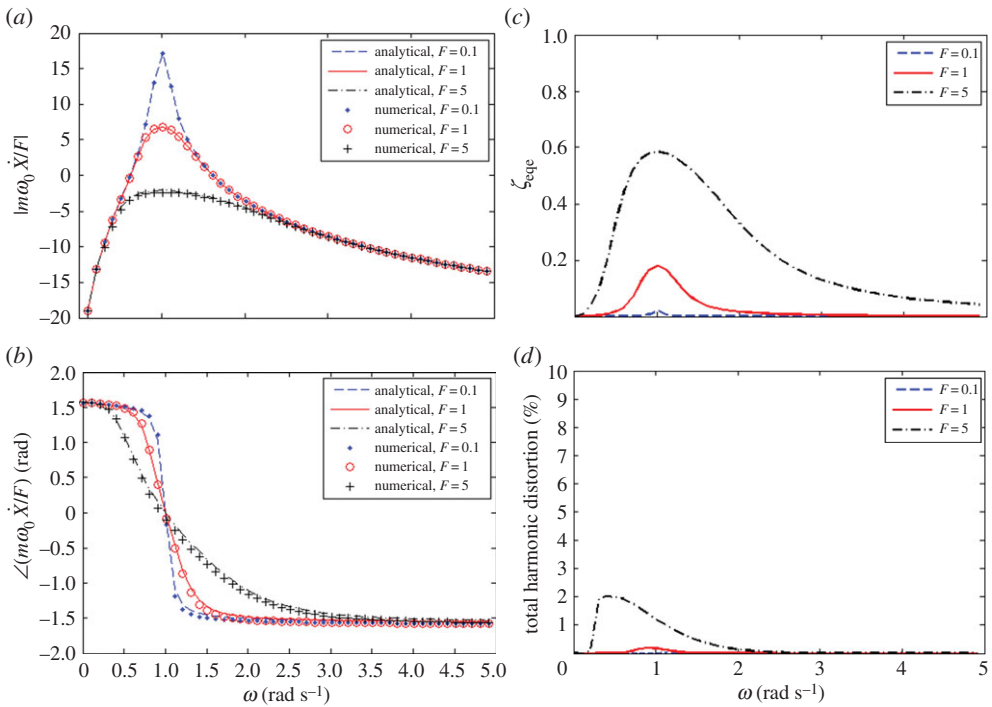 (a)
20
15
10
5
0
–5
–10
–15
–20
|mω₀ Ẋ/F|
analytical, F = 0.1
analytical, F = 1
analytical, F = 5
numerical, F = 0.1
numerical, F = 1
numerical, F = 5
(b)
2.0
1.5
1.0
0.5
0
–0.5
–1.0
–1.5
–2.0
∠(mω₀ Ẋ/F) (rad)
analytical, F = 0.1
analytical, F = 1
analytical, F = 5
numerical, F = 0.1
numerical, F = 1
numerical, F = 5
0 0.5 1.0 1.5 2.0 2.5 3.0 3.5 4.0 4.5 5.0
ω (rad s⁻¹)
(c)
1.0
0.8
0.6
0.4
0.2
ζeqe
F = 0.1
F = 1
F = 5
(d)
10
9
8
7
6
5
4
3
2
1
total harmonic distortion (%)
F = 0.1
F = 1
F = 5
0 1 2 3 4 5
ω (rad s⁻¹)